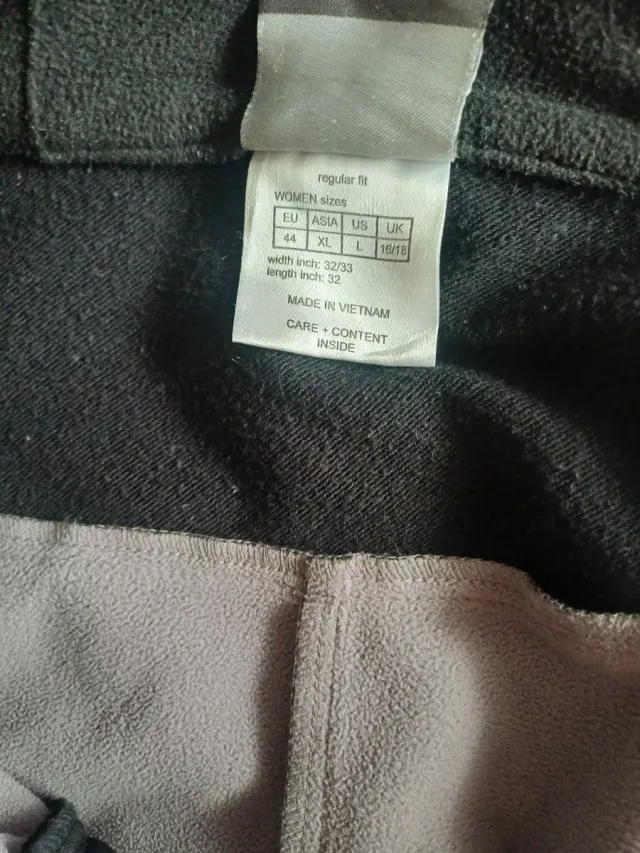 regular fit
WOMEN sizes
EU ASIA US UK
44 XL L 16/18
width inch: 32/33
length inch: 32
MADE IN VIETNAM
CARE + CONTENT
INSIDE